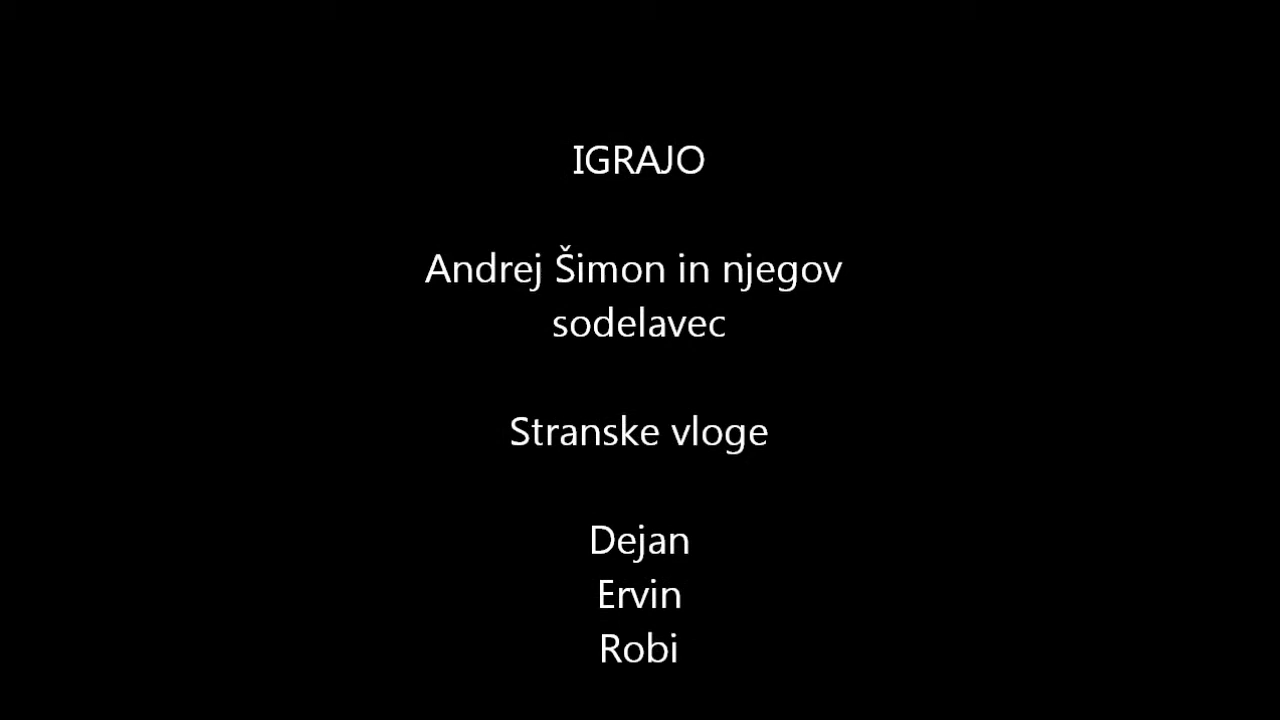 IGRAJO
Andrej Šimon in njegov
sodelavec
Stranske vloge
Dejan
Ervin
Robi